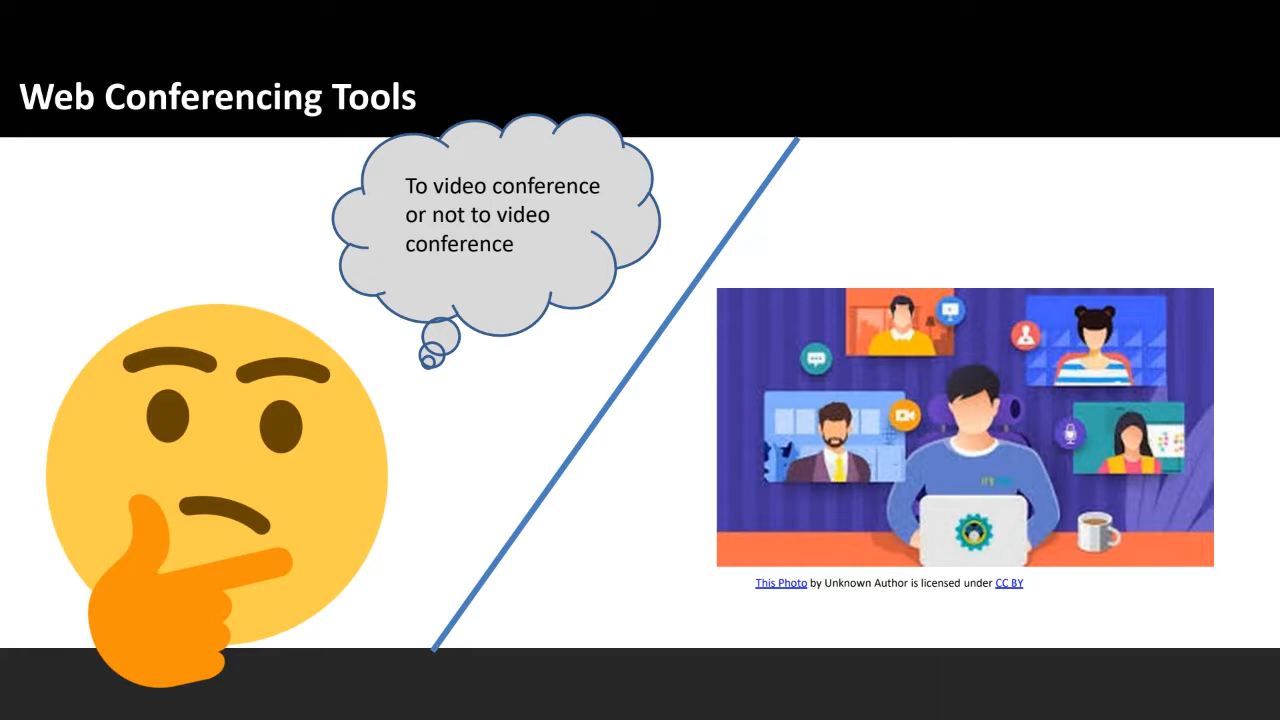 Web Conferencing Tools
To video conference
or not to video
conference
This Photo by Unknown Author is licensed under CC BY